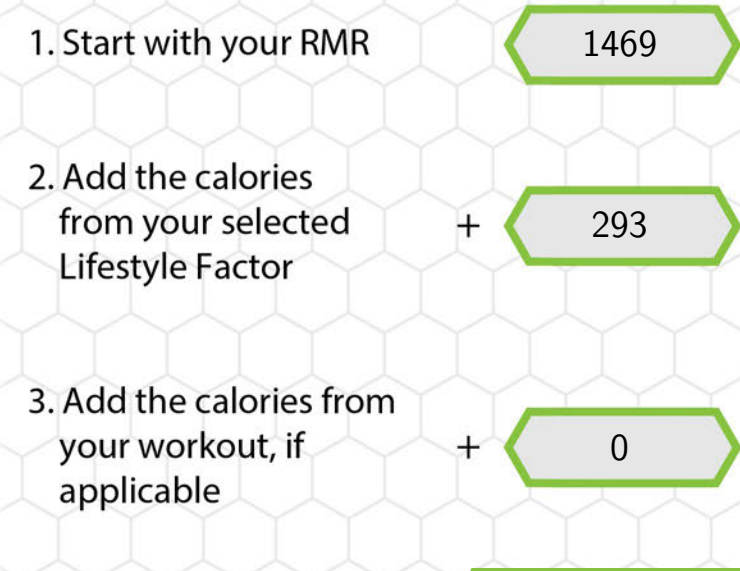 1. Start with your RMR 1469
2. Add the calories
from your selected + 293
Lifestyle Factor
3. Add the calories from
your workout, if + 0
applicable